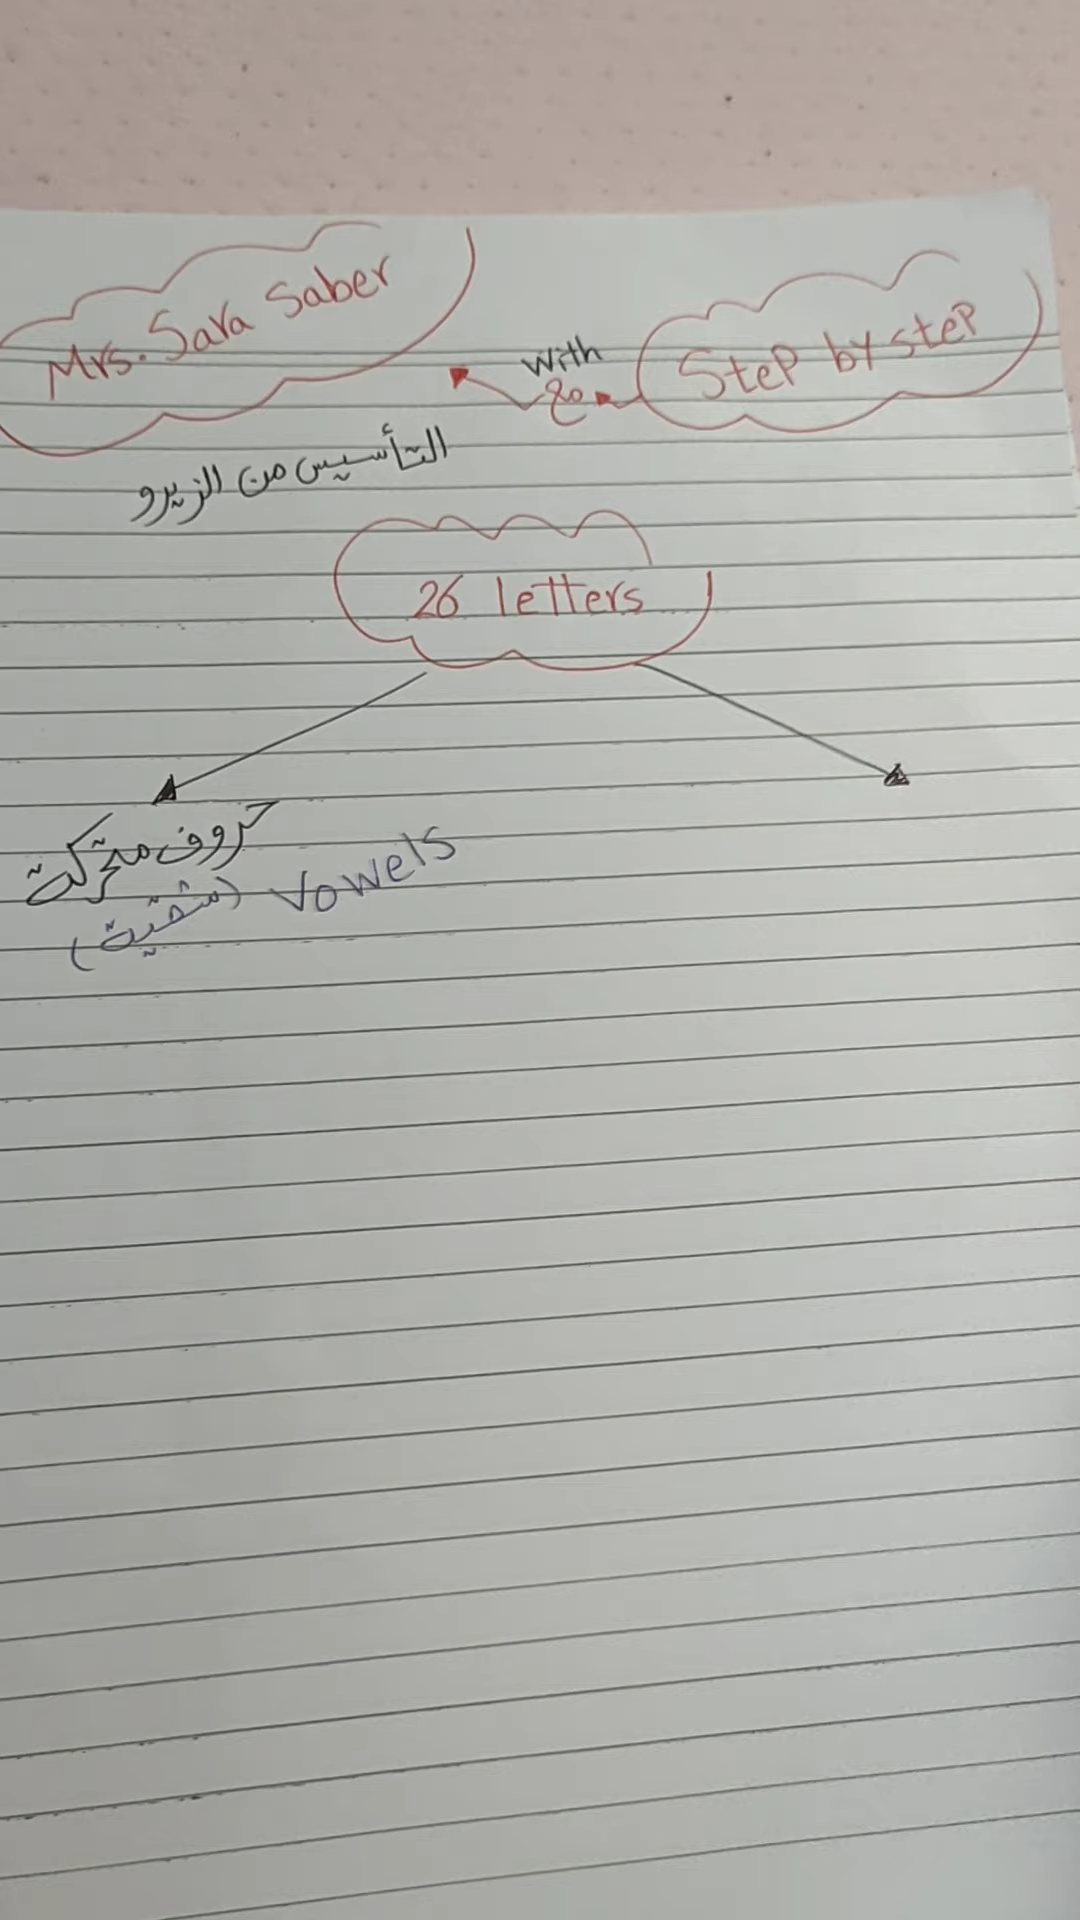 Mrs. Sara Saber
with
مع
Step by step
التأسيس من الزيرو
26 letters
حروف متحركة
(شقية) Vowels